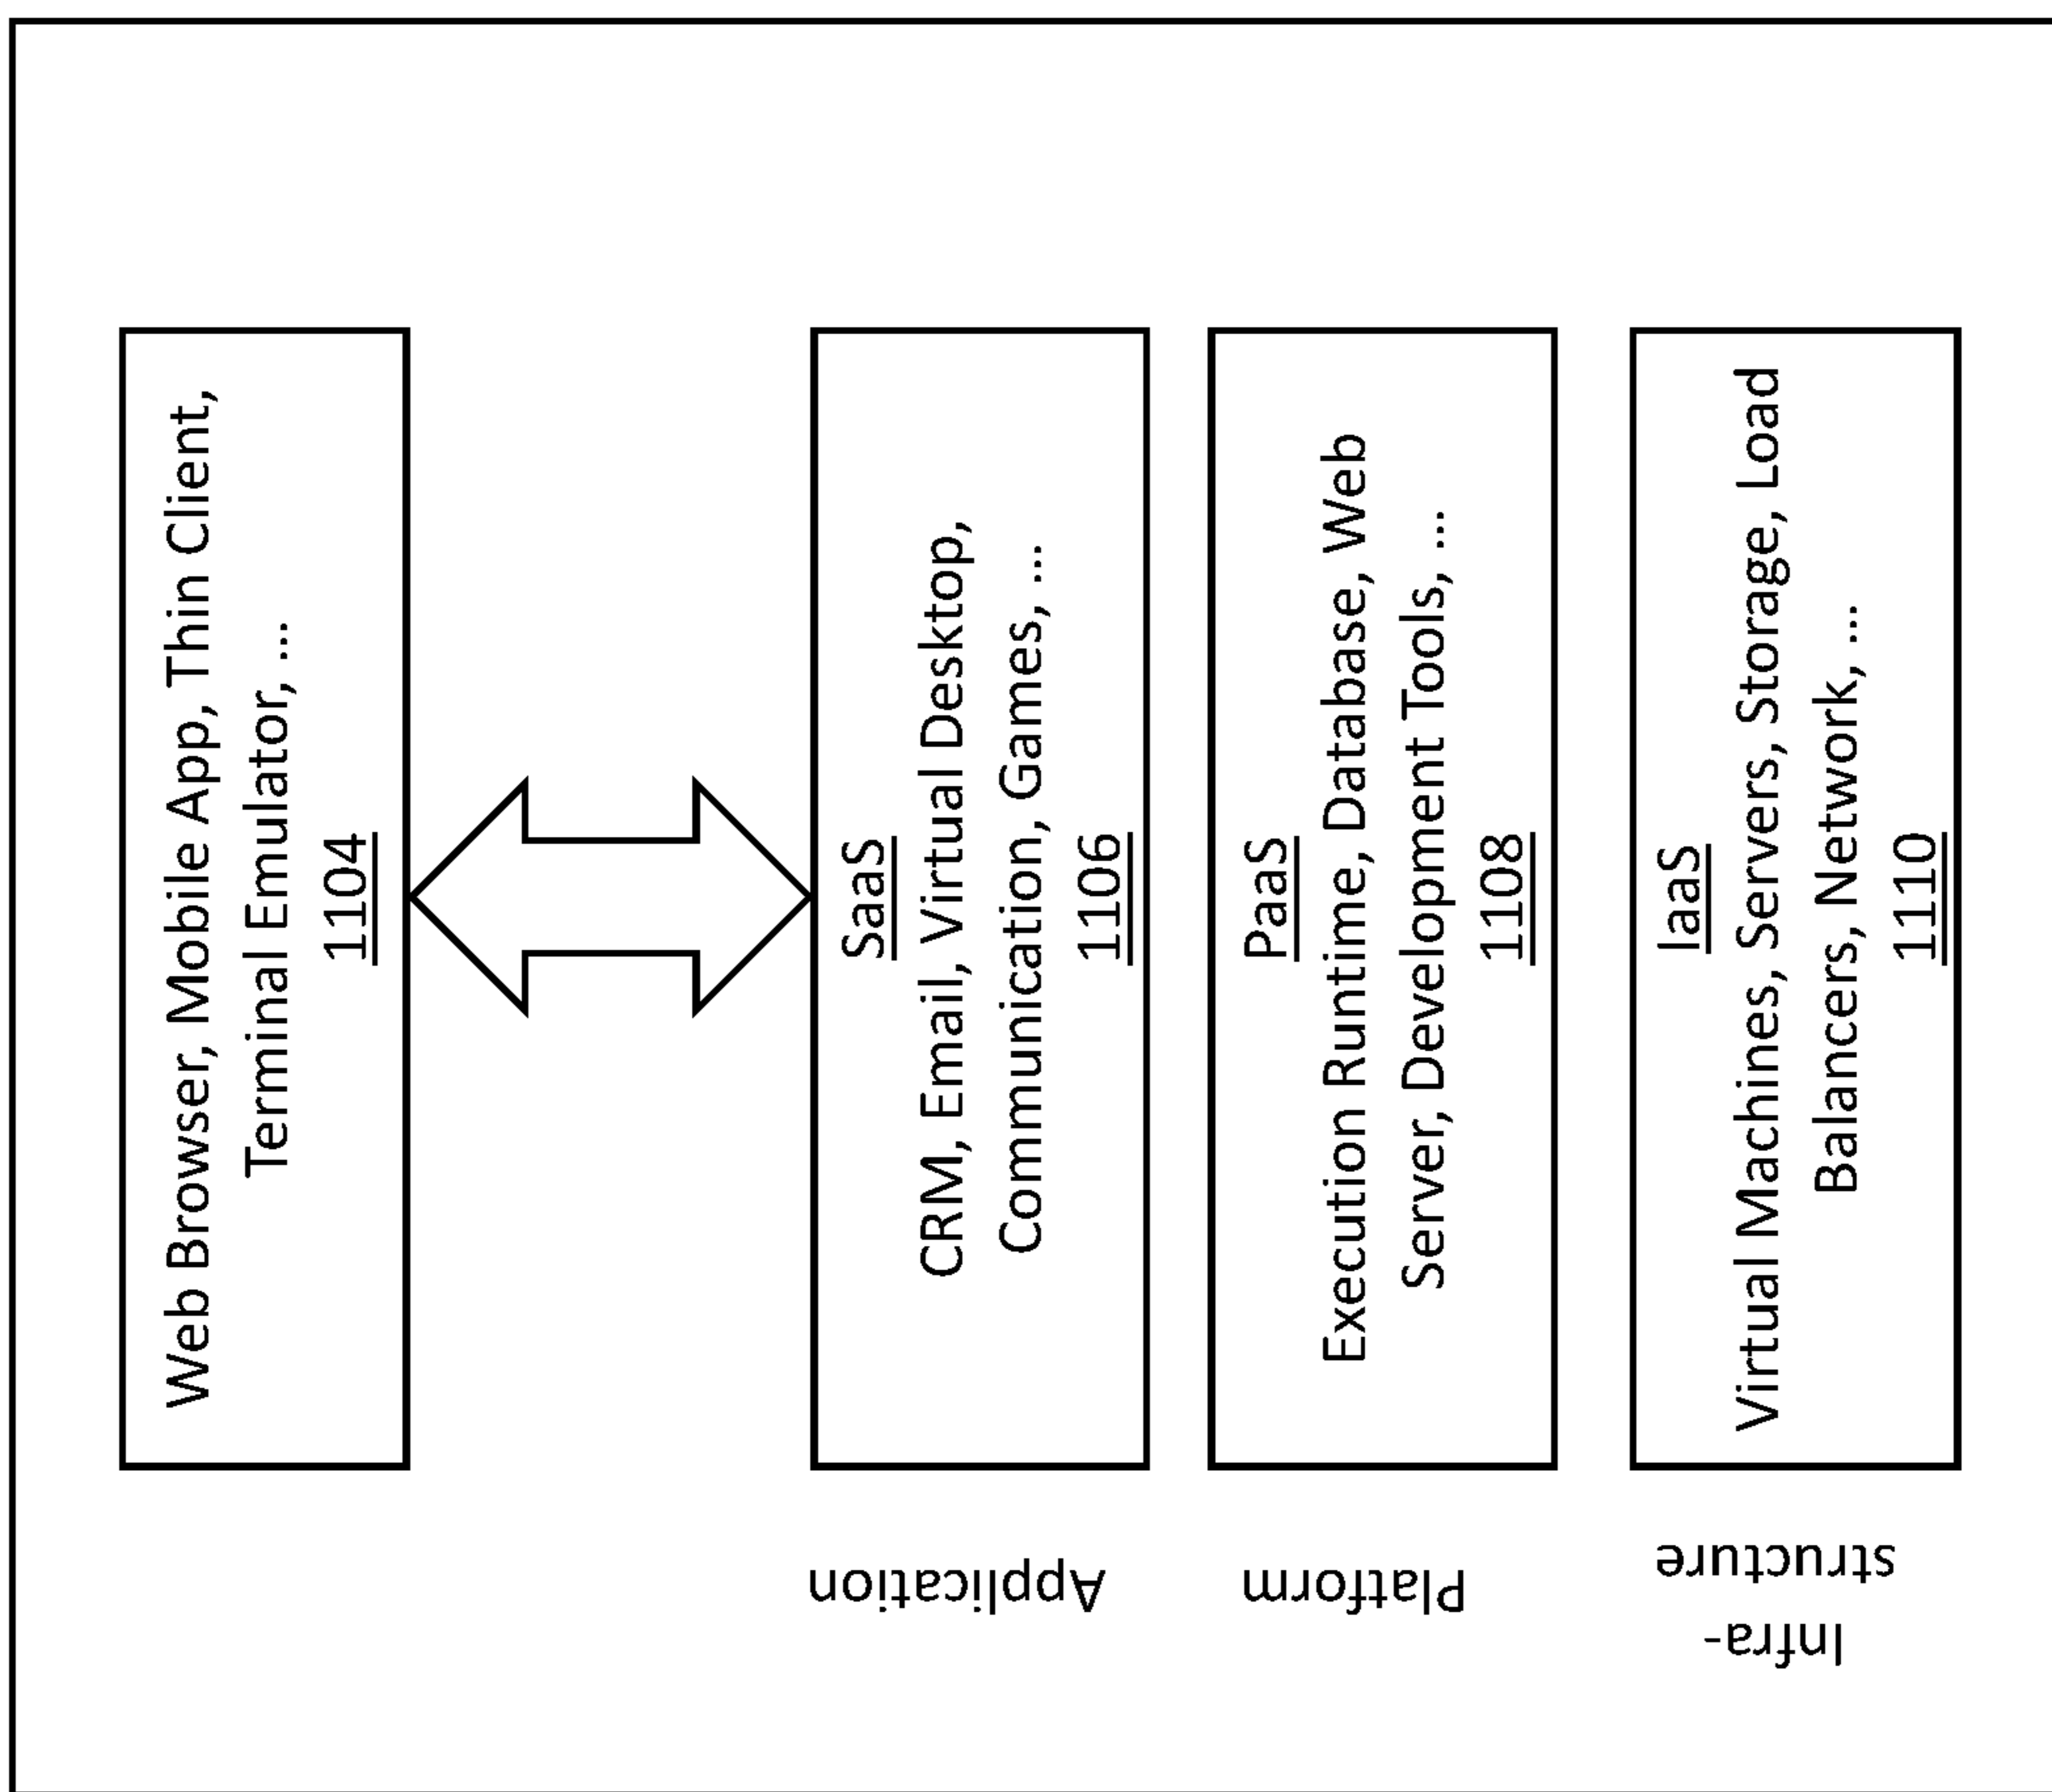 Web Browser, Mobile App, Thin Client,
Terminal Emulator, ...
1104
Application
SaaS
CRM, Email, Virtual Desktop,
Communication, Games, ...
1106
Platform
PaaS
Execution Runtime, Database, Web
Server, Development Tools, ...
1108
Infra-
structure
IaaS
Virtual Machines, Servers, Storage, Load
Balancers, Network, ...
1110